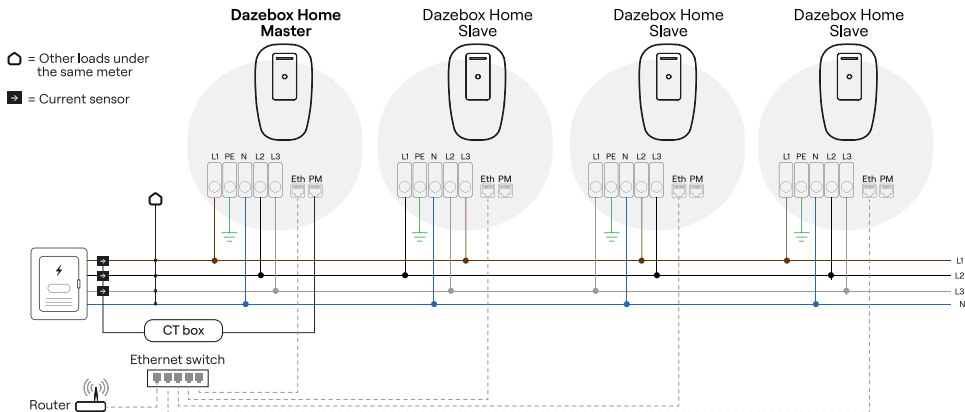 Dazebox Home
Master
Dazebox Home
Slave
Dazebox Home
Slave
Dazebox Home
Slave
= Other loads under
the same meter
= Current sensor
L1 PE N L2 L3
Eth PM
L1 PE N L2 L3
Eth PM
L1 PE N L2 L3
Eth PM
L1 PE N L2 L3
Eth PM
L1
L2
L3
N
CT box
Ethernet switch
Router